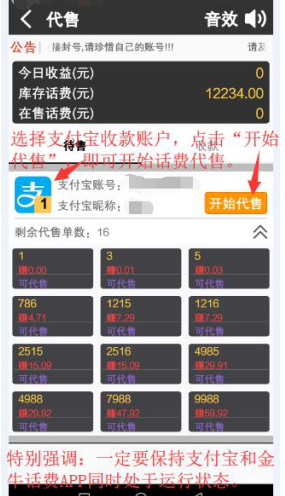 代售
音效
公告
接封号,请珍惜自己的账号!!!
请及
今日收益(元)
0
库存话费(元)
12234.00
在售话费(元)
0
选择支付宝收款账户，点击“开始
代售”，即可开始话费代售。
待售
收款
支付宝账号：
支付宝昵称：
1
开始代售
剩余代售单数：16
1
3
5
赚0.00
赚0.01
赚0.03
可代售
可代售
可代售
786
1215
1216
赚4.71
赚7.29
赚7.29
可代售
可代售
可代售
2515
2516
4985
赚15.09
赚15.09
赚29.91
可代售
可代售
可代售
4988
7988
9988
赚29.92
赚47.92
赚59.92
可代售
可代售
可代售
特别强调：一定要保持支付宝和金
牛话费APP同时处于运行状态。